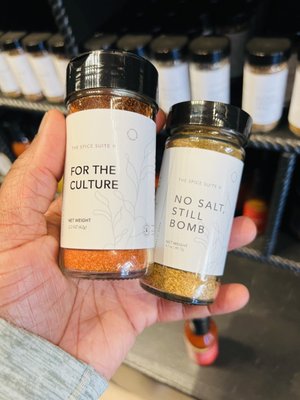 THE SPICE SUITE
FOR THE
CULTURE
NET WEIGHT
THE SPICE SUITE
NO SALT,
STILL
BOMB
NET WEIGHT